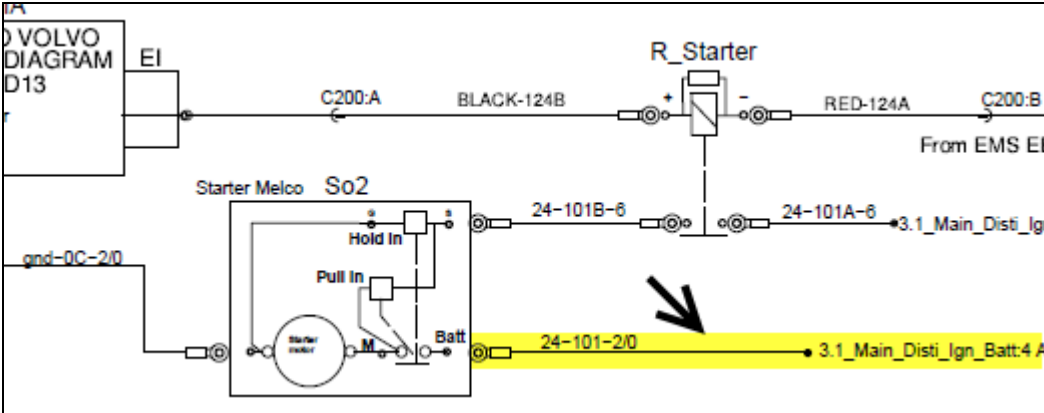 VOLVO
DIAGRAM
D13
EI
R_Starter
C200:A
BLACK-124B
+
-
RED-124A
C200:B
From EMS
Starter Melco So2
24-101B-6
24-101A-6
3.1_Main_Disti_Ig
Hold In
gnd-0C-2/0
Pull In
Starter
motor
M
Batt
24-101-2/0
3.1_Main_Disti_Ign_Batt:4 A